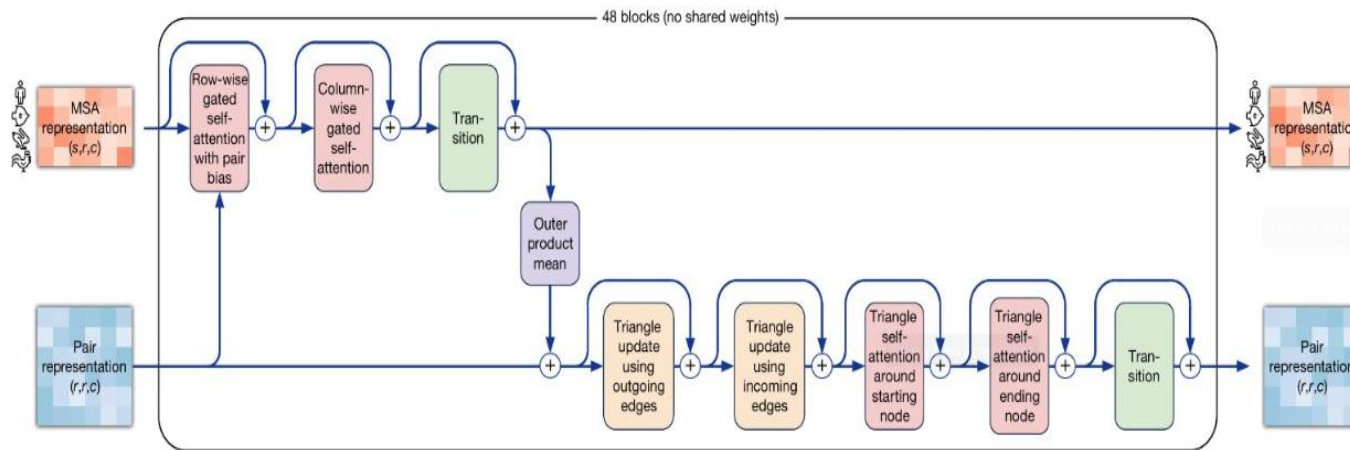 48 blocks (no shared weights)
MSA
representation
(s,r,c)
Row-wise
gated
self-
attention
with pair
bias
+
Column-
wise
gated
self-
attention
+
Tran-
sition
+
MSA
representation
(s,r,c)
Outer
product
mean
Pair
representation
(r,r,c)
+
Triangle
update
using
outgoing
edges
+
Triangle
update
using
incoming
edges
+
Triangle
self-
attention
around
starting
node
+
Triangle
self-
attention
around
ending
node
+
Tran-
sition
+
Pair
representation
(r,r,c)